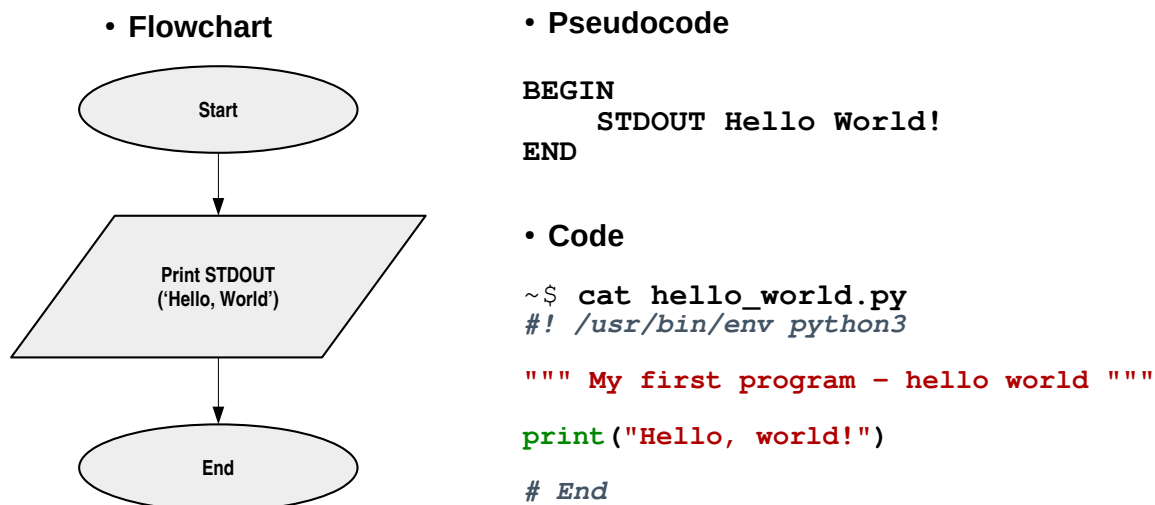 • Flowchart
Start
Print STDOUT
(‘Hello, World’)
End
• Pseudocode
BEGIN
    STDOUT Hello World!
END
• Code
~$ cat hello_world.py
#! /usr/bin/env python3
""" My first program – hello world """
print("Hello, world!")
# End